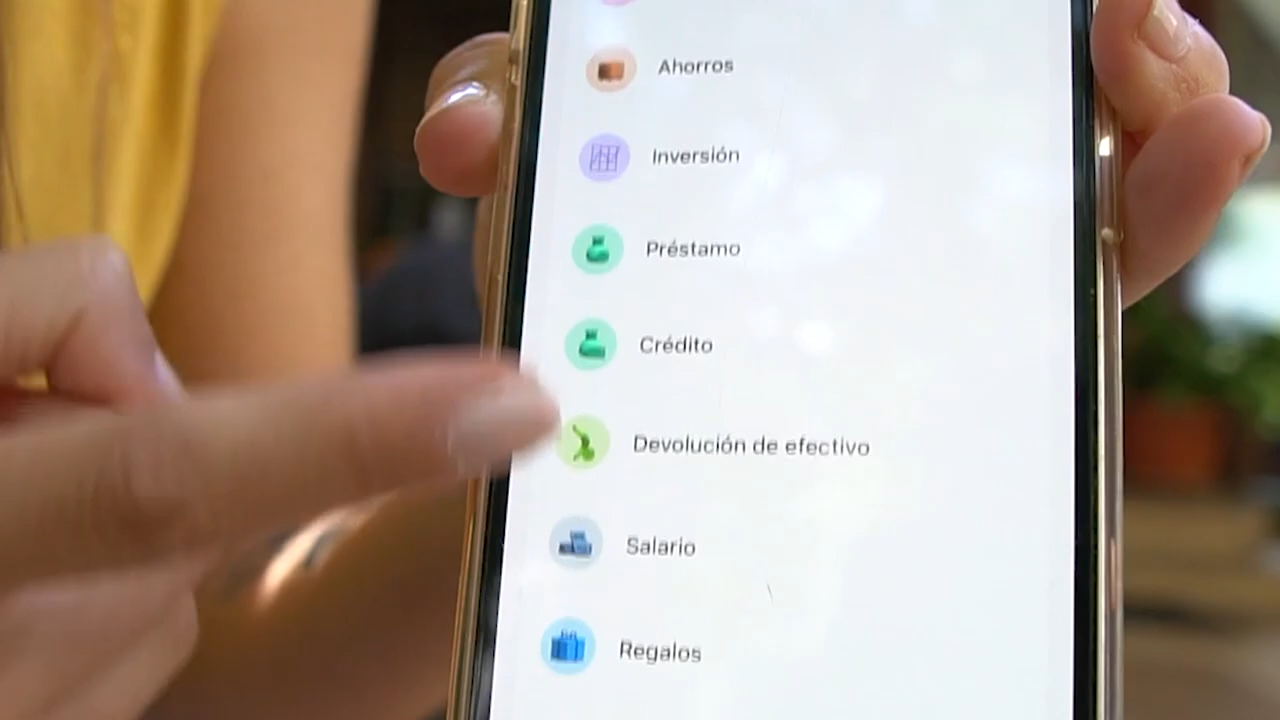 Ahorros
Inversión
Préstamo
Crédito
Devolución de efectivo
Salario
Regalos